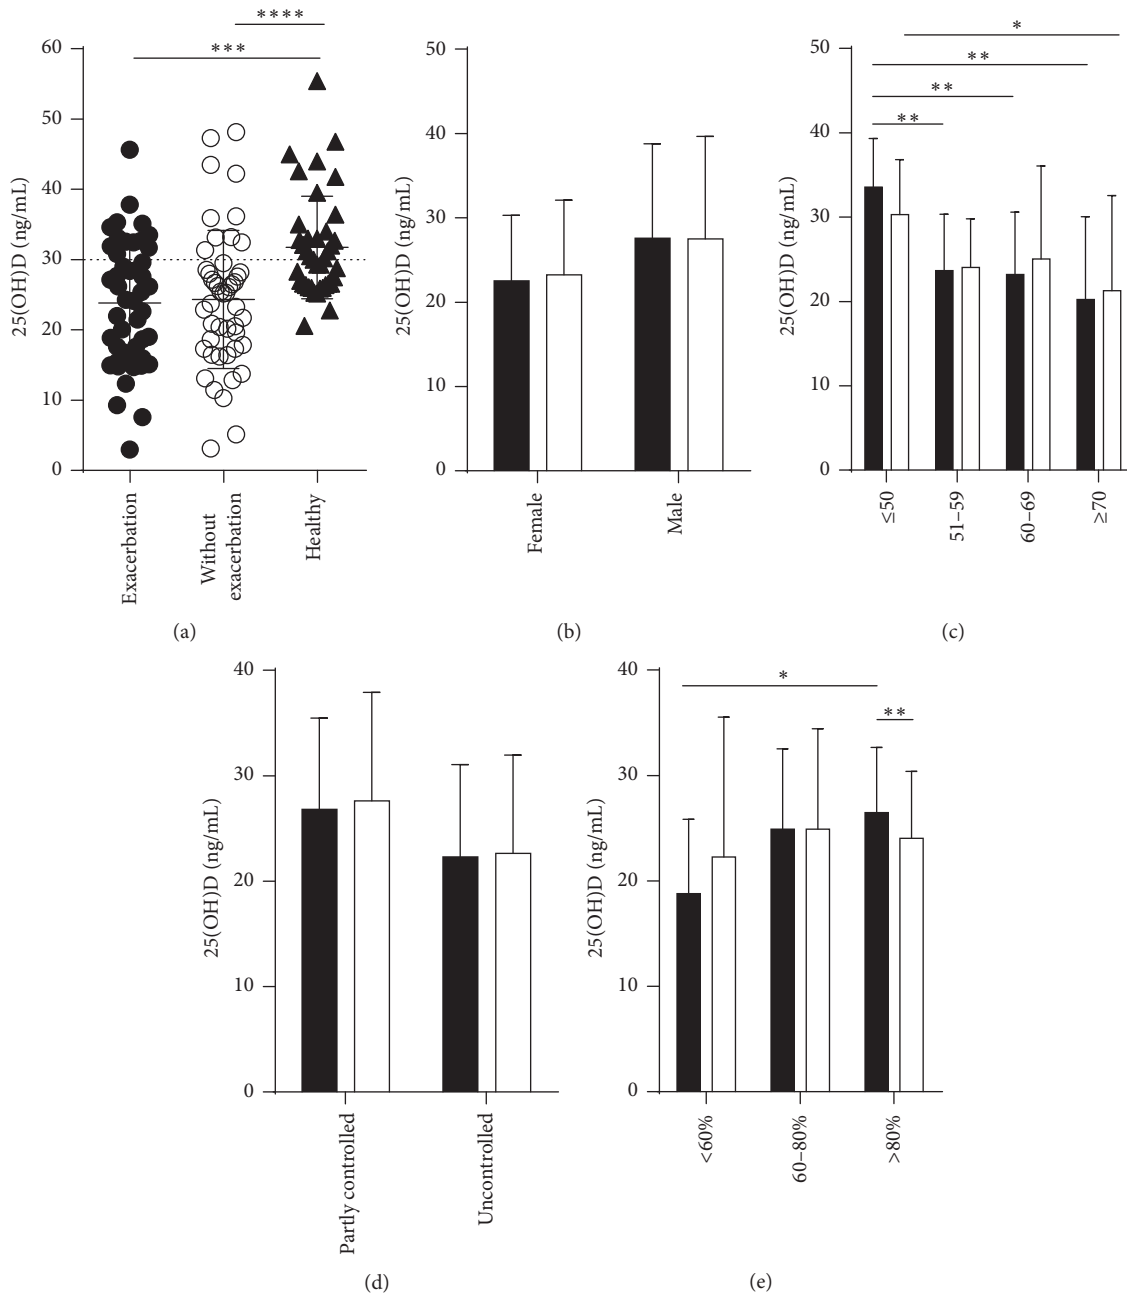 ****
***
60
50
40
30
20
10
0
25(OH)D (ng/mL)
Exacerbation
Without
exacerbation
Healthy
(a)
50
40
30
20
10
0
25(OH)D (ng/mL)
Female
Male
(b)
*
**
**
**
50
40
30
20
10
0
25(OH)D (ng/mL)
≤50
51–59
60–69
≥70
(c)
40
30
20
10
0
25(OH)D (ng/mL)
Partly controlled
Uncontrolled
(d)
*
**
40
30
20
10
0
25(OH)D (ng/mL)
<60%
60–80%
>80%
(e)